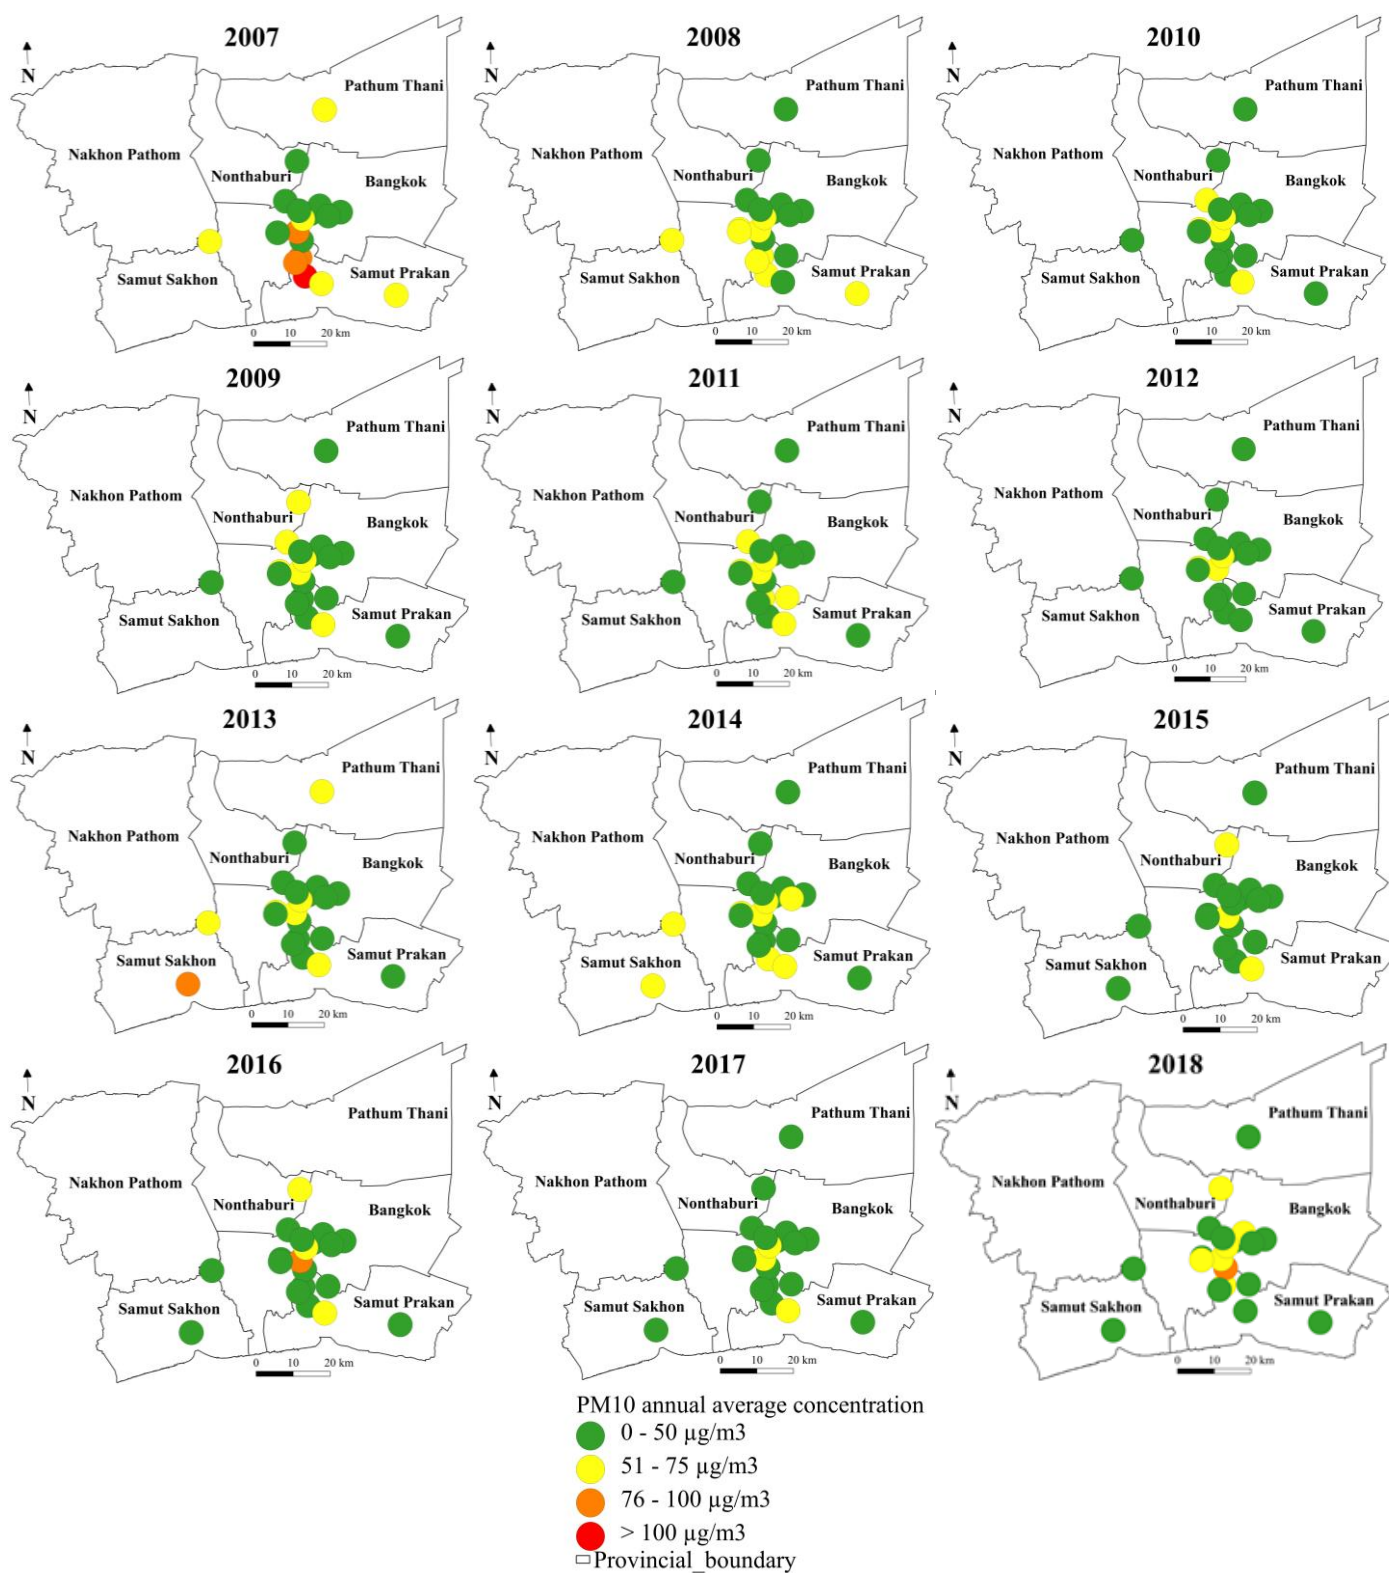 2007
N
Pathum Thani
Nakhon Pathom
Nonthaburi
Bangkok
Samut Sakhon
Samut Prakan
0 10 20 km
2008
N
Pathum Thani
Nakhon Pathom
Nonthaburi
Bangkok
Samut Sakhon
Samut Prakan
0 10 20 km
2010
N
Pathum Thani
Nakhon Pathom
Nonthaburi
Bangkok
Samut Sakhon
Samut Prakan
0 10 20 km
2009
N
Pathum Thani
Nakhon Pathom
Nonthaburi
Bangkok
Samut Sakhon
Samut Prakan
0 10 20 km
2011
N
Pathum Thani
Nakhon Pathom
Nonthaburi
Bangkok
Samut Sakhon
Samut Prakan
0 10 20 km
2012
N
Pathum Thani
Nakhon Pathom
Nonthaburi
Bangkok
Samut Sakhon
Samut Prakan
0 10 20 km
2013
N
Pathum Thani
Nakhon Pathom
Nonthaburi
Bangkok
Samut Sakhon
Samut Prakan
0 10 20 km
2014
N
Pathum Thani
Nakhon Pathom
Nonthaburi
Bangkok
Samut Sakhon
Samut Prakan
0 10 20 km
2015
N
Pathum Thani
Nakhon Pathom
Nonthaburi
Bangkok
Samut Sakhon
Samut Prakan
0 10 20 km
2016
N
Pathum Thani
Nakhon Pathom
Nonthaburi
Bangkok
Samut Sakhon
Samut Prakan
0 10 20 km
2017
N
Pathum Thani
Nakhon Pathom
Nonthaburi
Bangkok
Samut Sakhon
Samut Prakan
0 10 20 km
2018
N
Pathum Thani
Nakhon Pathom
Nonthaburi
Bangkok
Samut Sakhon
Samut Prakan
0 10 20 km
PM10 annual average concentration
0 - 50 µg/m3
51 - 75 µg/m3
76 - 100 µg/m3
> 100 µg/m3
Provincial_boundary